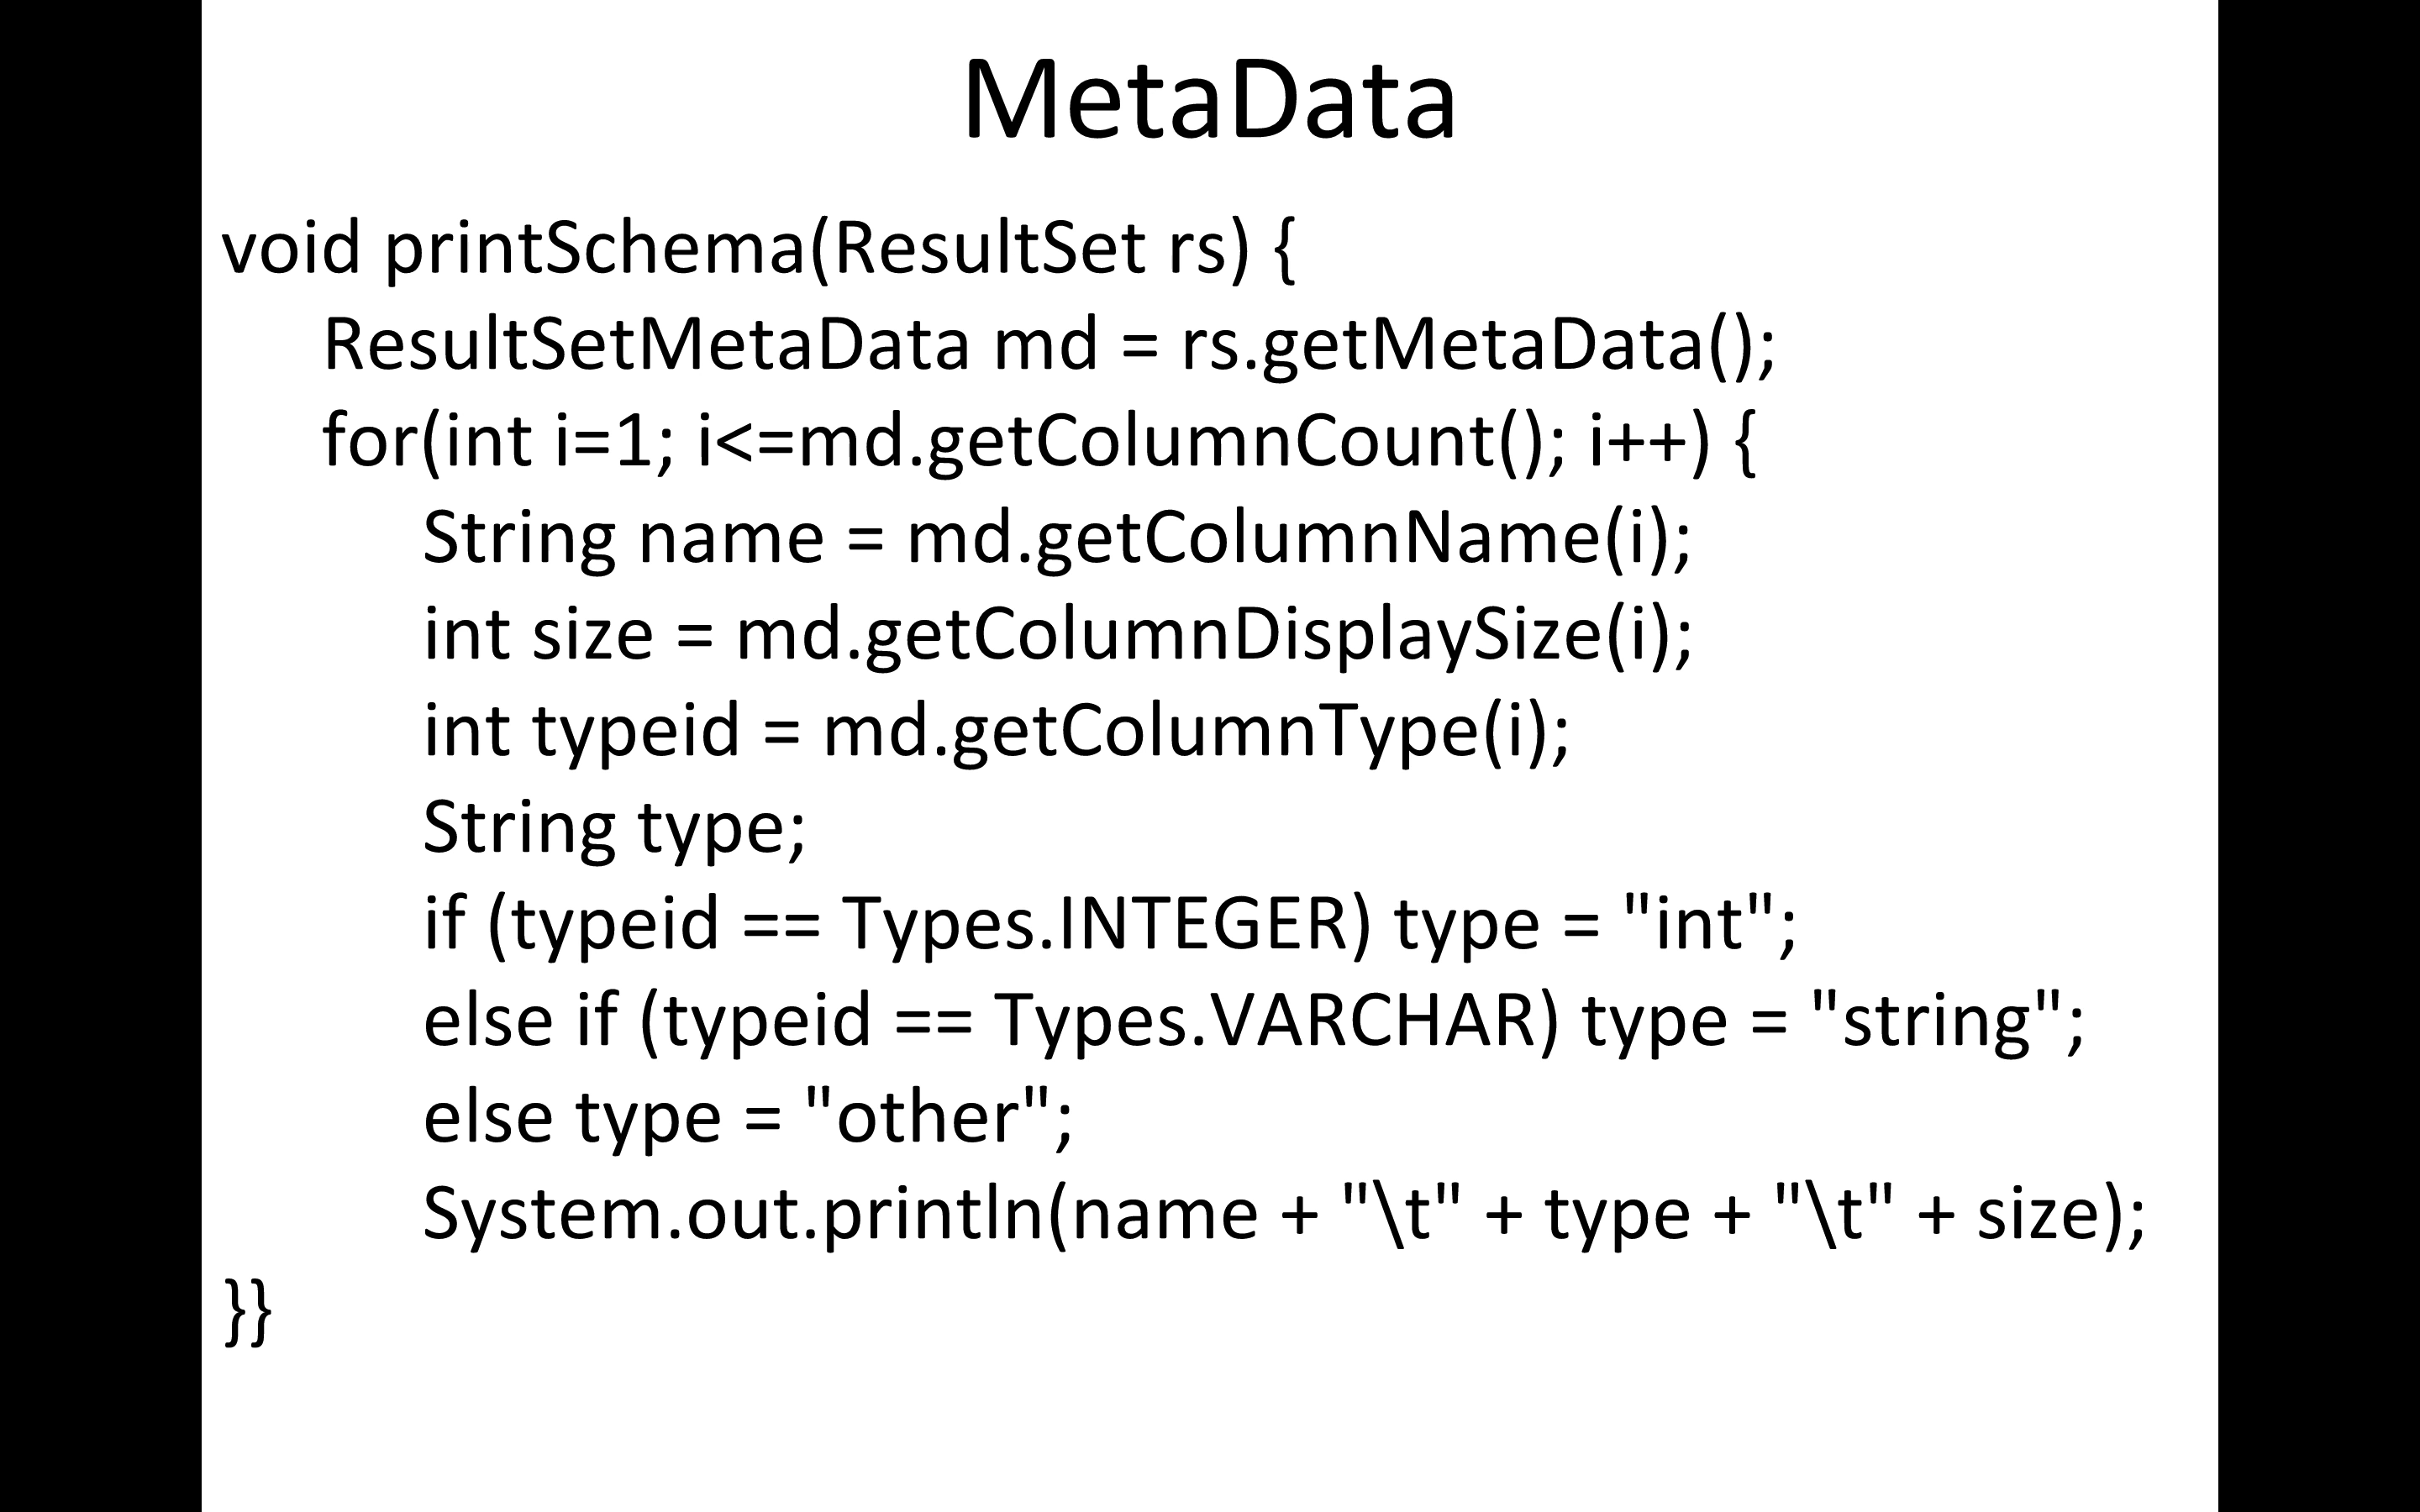 MetaData
void printSchema(ResultSet rs) {
ResultSetMetaData md = rs.getMetaData();
for(int i=1; i<=md.getColumnCount(); i++) {
String name = md.getColumnName(i);
int size = md.getColumnDisplaySize(i);
int typeid = md.getColumnType(i);
String type;
if (typeid == Types.INTEGER) type = "int";
else if (typeid == Types.VARCHAR) type = "string";
else type = "other";
System.out.println(name + "\t" + type + "\t" + size);
}}